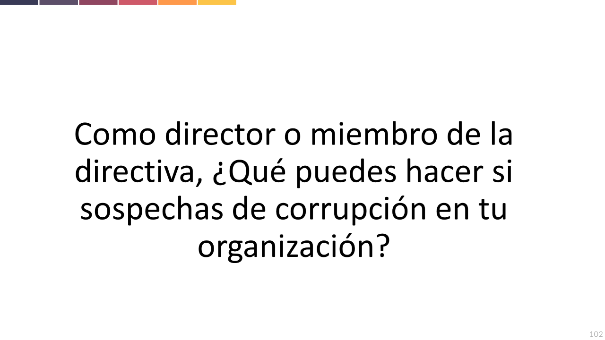 Como director o miembro de la
directiva, ¿Qué puedes hacer si
sospechas de corrupción en tu
organización?
102